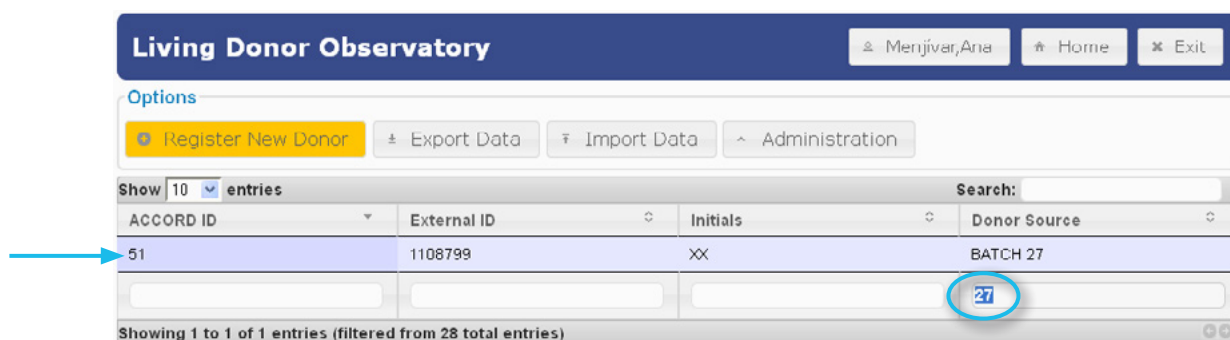 Living Donor Observatory Menjívar,Ana Home Exit
Options
Register New Donor Export Data Import Data Administration
Show 10 entries Search:
ACCORD ID External ID Initials Donor Source
51 1108799 XX BATCH 27
27
Showing 1 to 1 of 1 entries (filtered from 28 total entries)